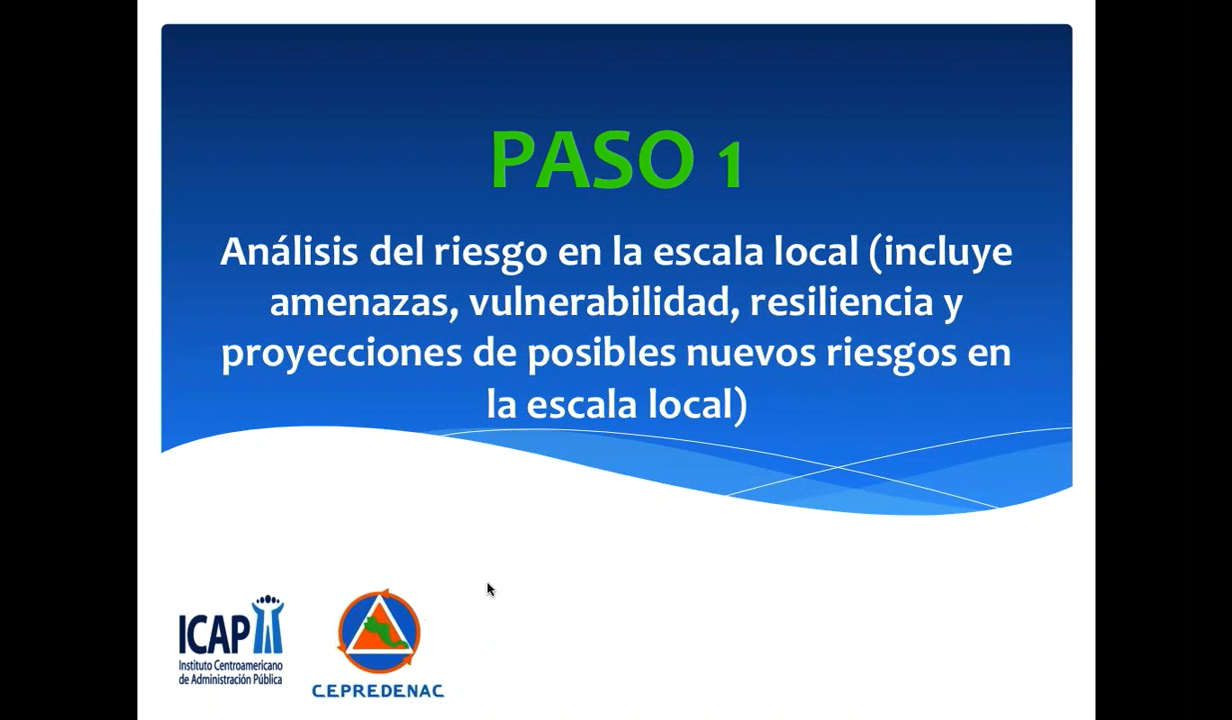 PASO 1
Análisis del riesgo en la escala local (incluye
amenazas, vulnerabilidad, resiliencia y
proyecciones de posibles nuevos riesgos en
la escala local)
ICAP
Instituto Centroamericano
de Administración Pública
CEPREDENAC